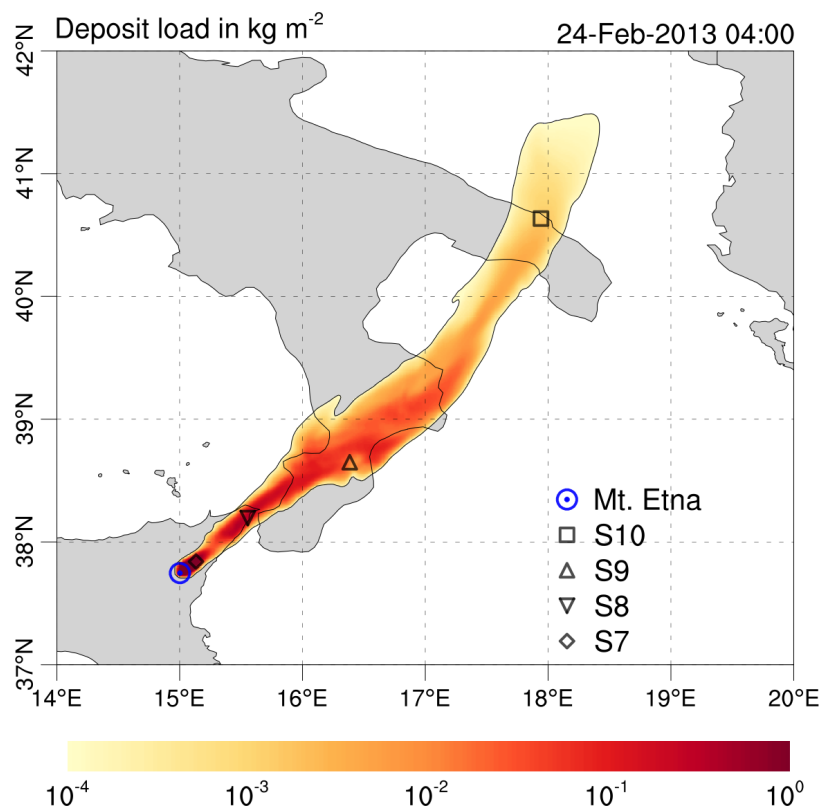 Deposit load in kg m⁻² 24-Feb-2013 04:00
42°N
41°N
40°N
39°N
38°N
37°N
Mt. Etna
S10
S9
S8
S7
14°E 15°E 16°E 17°E 18°E 19°E 20°E
10⁻⁴ 10⁻³ 10⁻² 10⁻¹ 10⁰